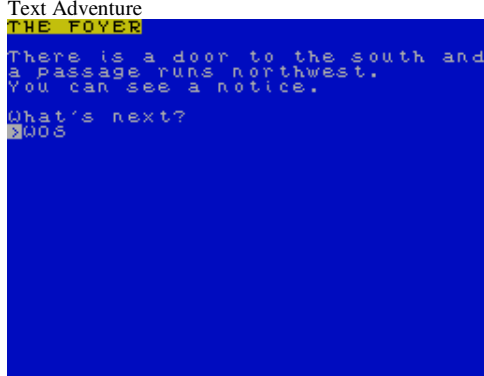 Text Adventure
THE FOYER
There is a door to the south and
a passage runs northwest.
You can see a notice.
What's next?
>WOS